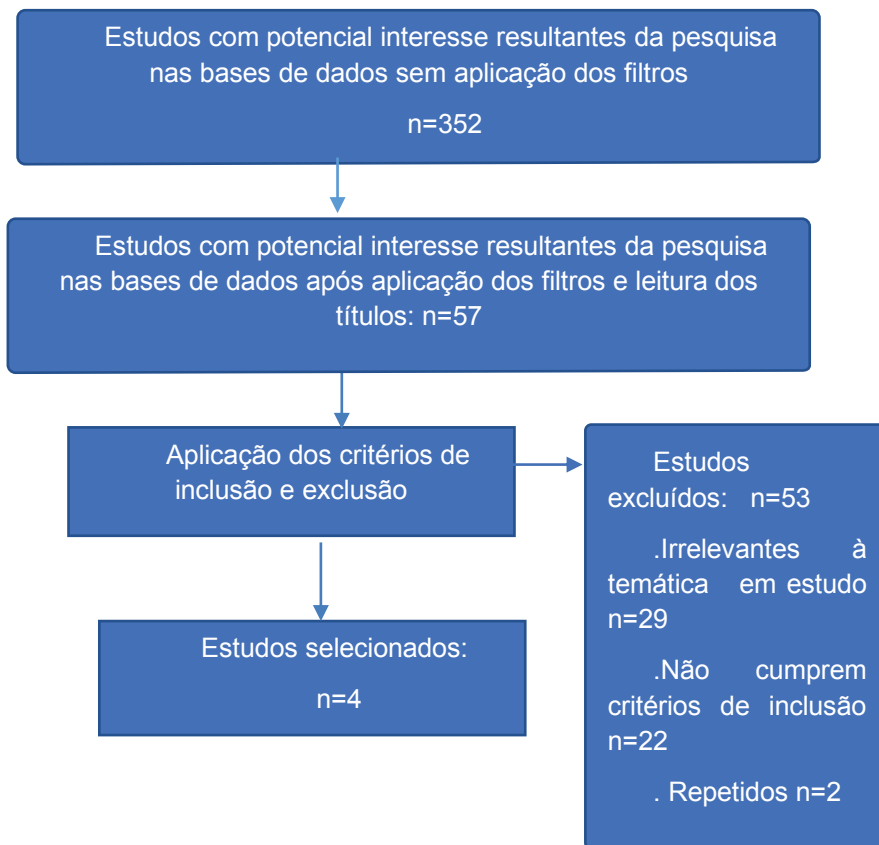 Estudos com potencial interesse resultantes da pesquisa
nas bases de dados sem aplicação dos filtros
n=352
Estudos com potencial interesse resultantes da pesquisa
nas bases de dados após aplicação dos filtros e leitura dos
títulos: n=57
Aplicação dos critérios de
inclusão e exclusão
Estudos selecionados:
n=4
Estudos
excluídos: n=53
.Irrelevantes à
temática em estudo
n=29
.Não cumprem
critérios de inclusão
n=22
. Repetidos n=2